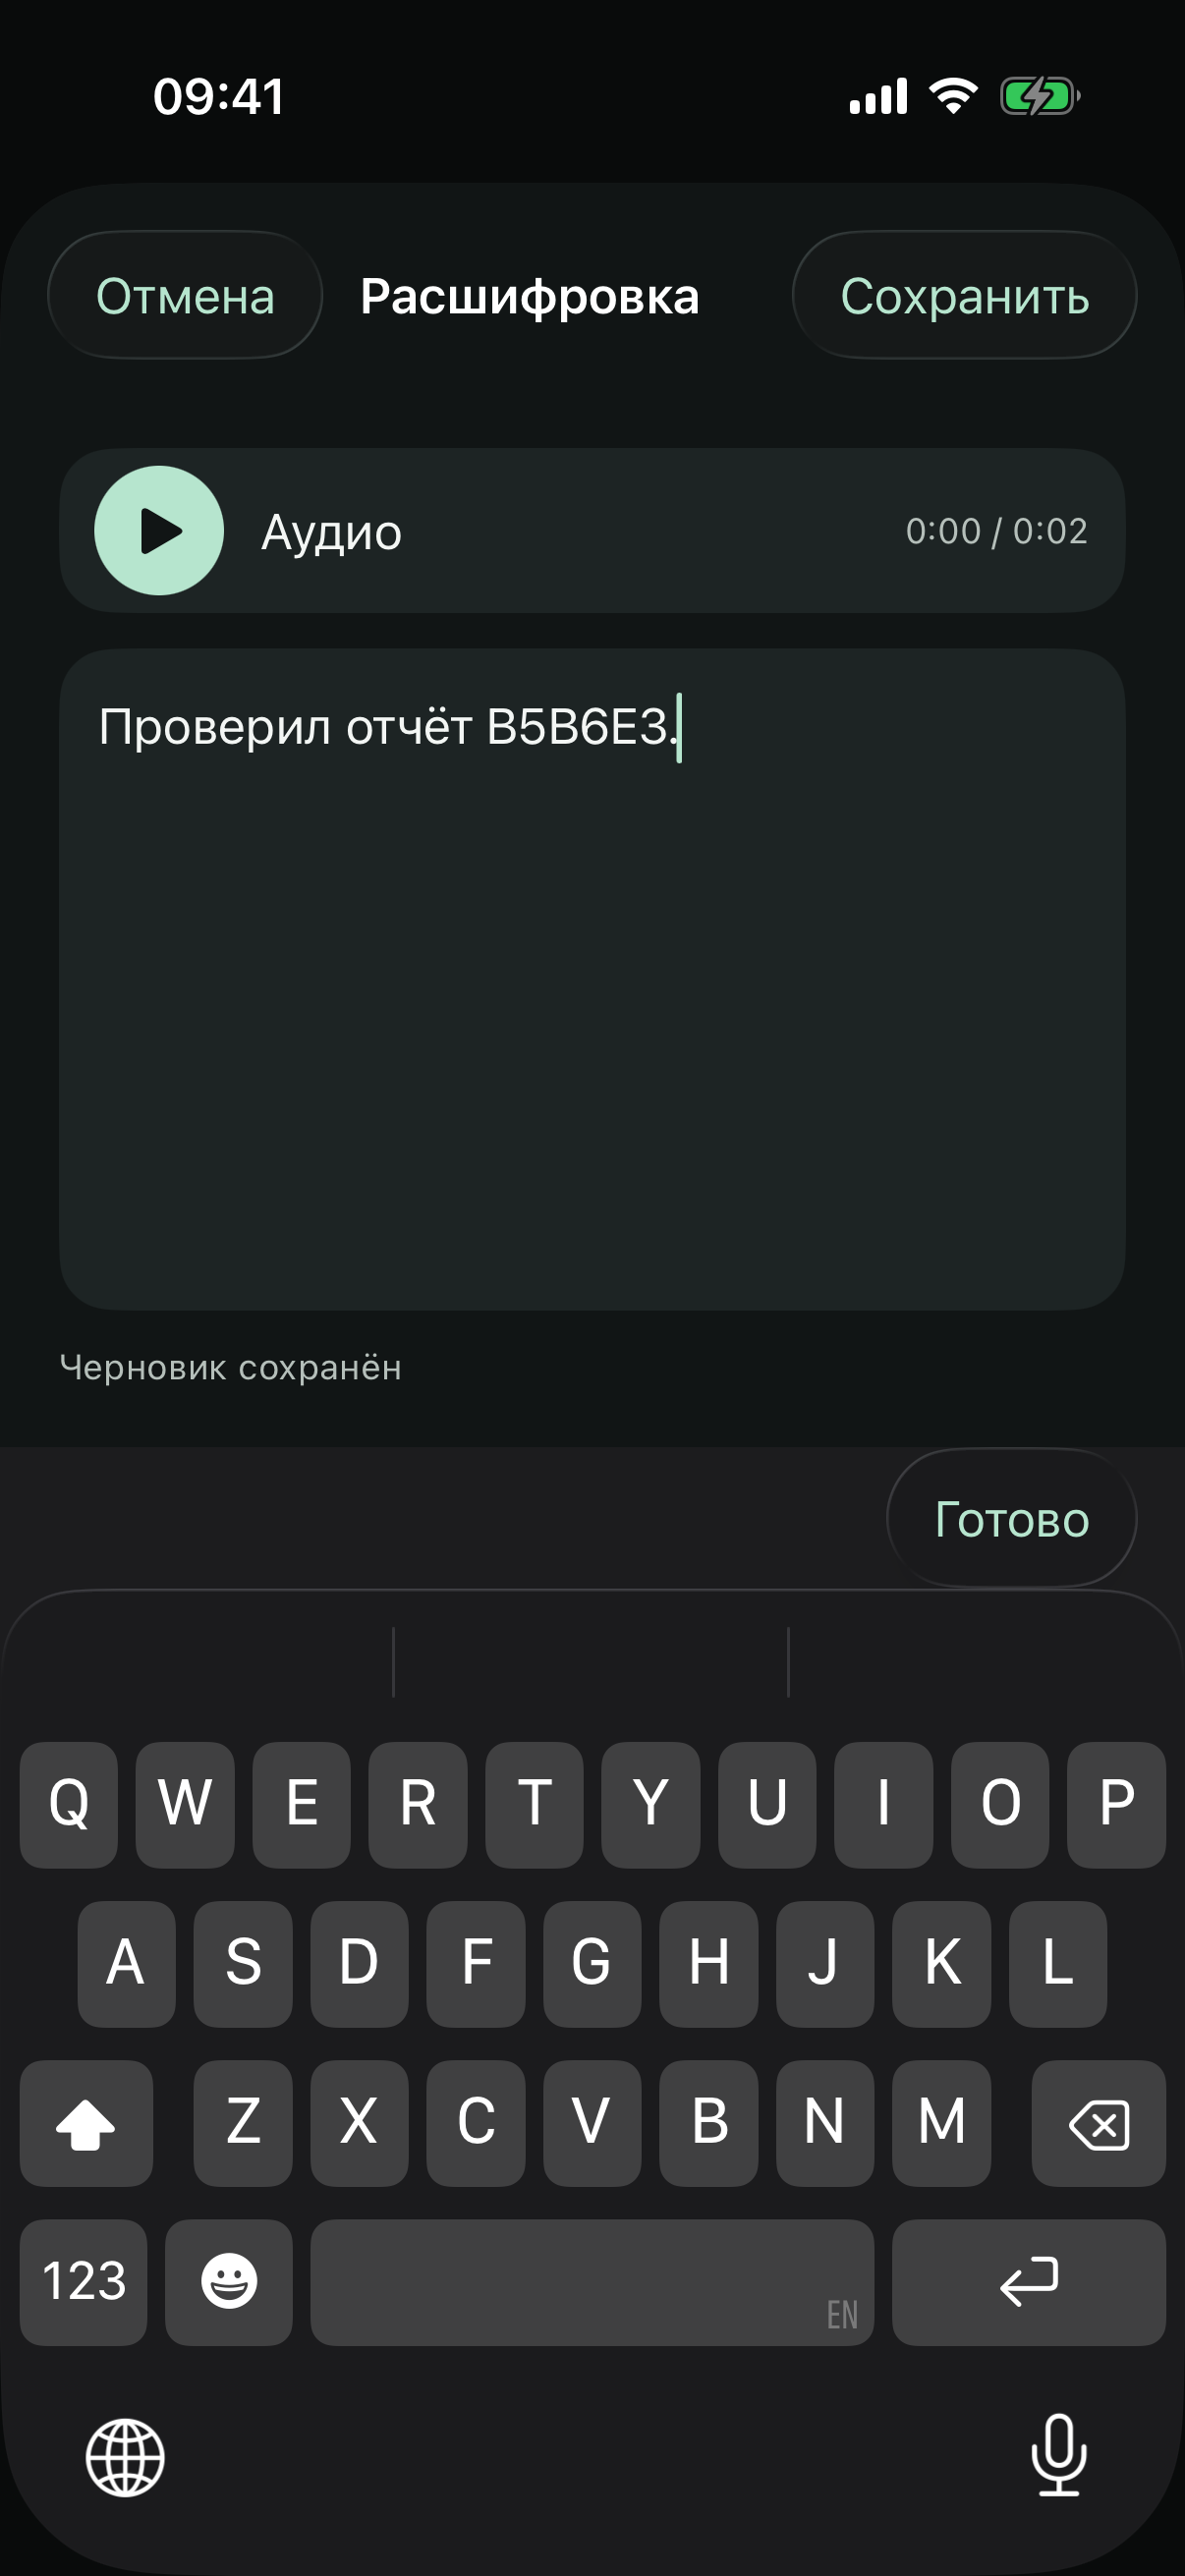 09:41
Отмена Расшифровка Сохранить
Аудио 0:00 / 0:02
Проверил отчёт B5B6E3.
Черновик сохранён
Готово
Q W E R T Y U I O P
A S D F G H J K L
Z X C V B N M
123 EN